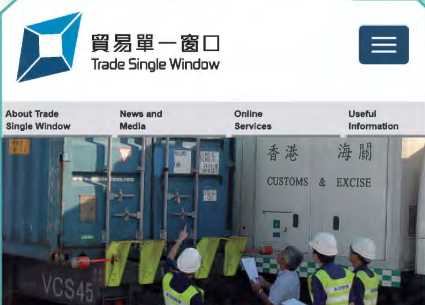 貿易單一窗口
Trade Single Window
About Trade
Single Window
News and
Media
Online
Services
Useful
Information
香港 海關
CUSTOMS & EXCISE
VCS45